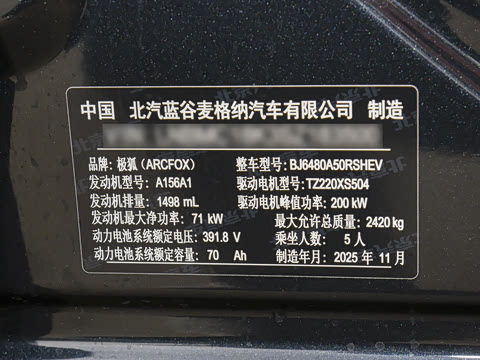 中国 北汽蓝谷麦格纳汽车有限公司 制造
品牌：极狐（ARCFOX） 整车型号：BJ6480A50RSHEV
发动机型号：A156A1 驱动电机型号：TZ220XS504
发动机排量：1498 mL 驱动电机峰值功率：200 kW
发动机最大净功率：71 kW 最大允许总质量：2420 kg
动力电池系统额定电压：391.8 V 乘坐人数：5 人
动力电池系统额定容量：70 Ah 制造年月：2025 年 11 月